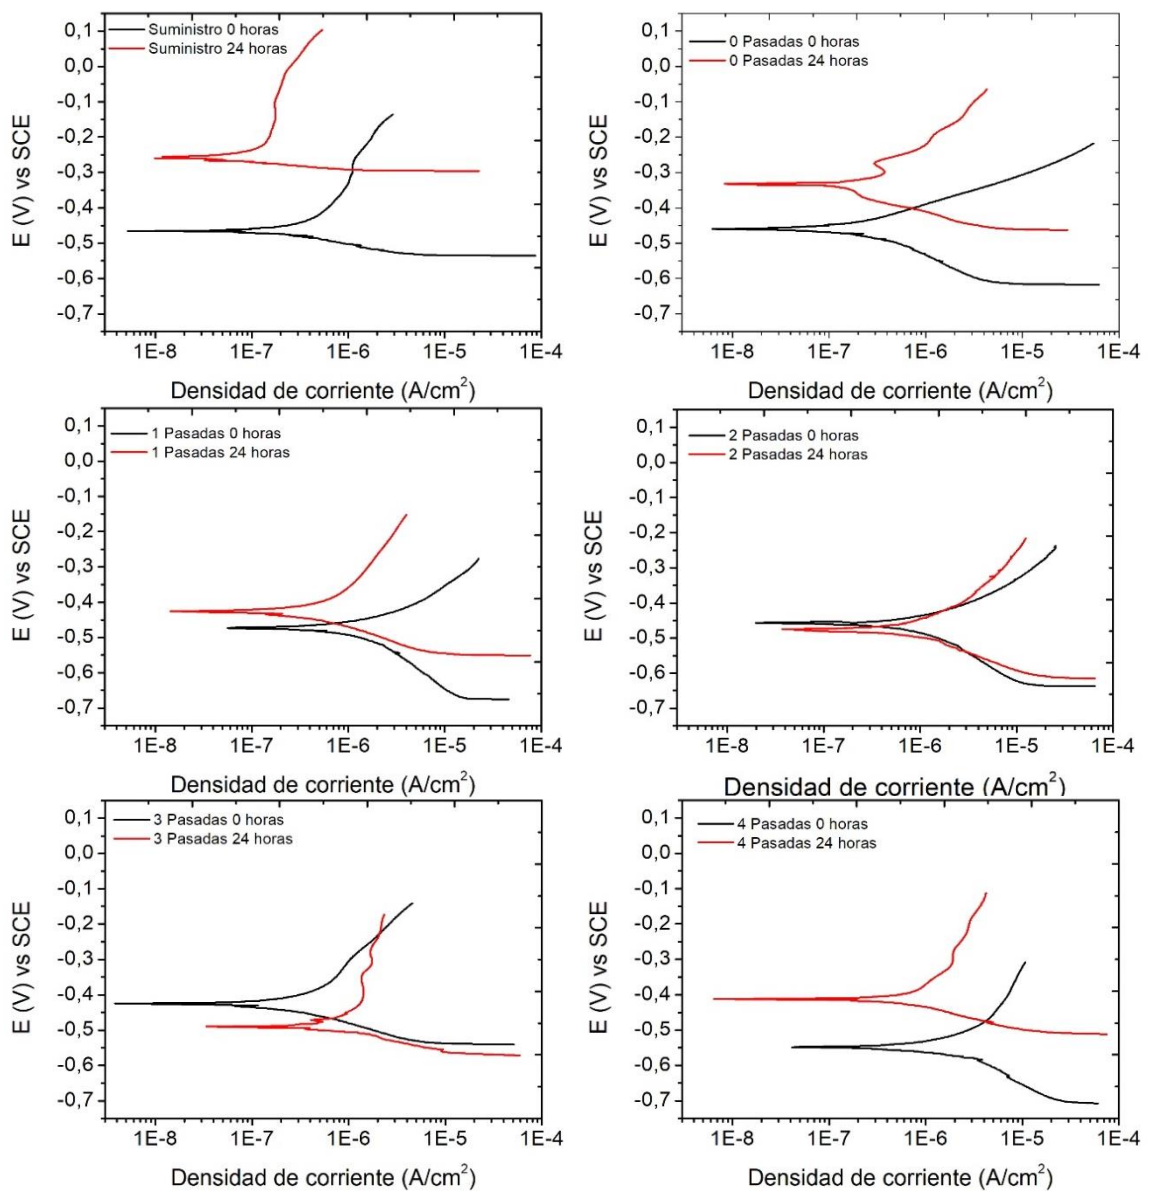 Suministro 0 horas
Suministro 24 horas
0,1
0,0
-0,1
-0,2
-0,3
-0,4
-0,5
-0,6
-0,7
E (V) vs SCE
1E-8 1E-7 1E-6 1E-5 1E-4
Densidad de corriente (A/cm²)
0 Pasadas 0 horas
0 Pasadas 24 horas
0,1
0,0
-0,1
-0,2
-0,3
-0,4
-0,5
-0,6
-0,7
E (V) vs SCE
1E-8 1E-7 1E-6 1E-5 1E-4
Densidad de corriente (A/cm²)
1 Pasadas 0 horas
1 Pasadas 24 horas
0,1
0,0
-0,1
-0,2
-0,3
-0,4
-0,5
-0,6
-0,7
E (V) vs SCE
1E-8 1E-7 1E-6 1E-5 1E-4
Densidad de corriente (A/cm²)
2 Pasadas 0 horas
2 Pasadas 24 horas
0,1
0,0
-0,1
-0,2
-0,3
-0,4
-0,5
-0,6
-0,7
E (V) vs SCE
1E-8 1E-7 1E-6 1E-5 1E-4
Densidad de corriente (A/cm²)
3 Pasadas 0 horas
3 Pasadas 24 horas
0,1
0,0
-0,1
-0,2
-0,3
-0,4
-0,5
-0,6
-0,7
E (V) vs SCE
1E-8 1E-7 1E-6 1E-5 1E-4
Densidad de corriente (A/cm²)
4 Pasadas 0 horas
4 Pasadas 24 horas
0,1
0,0
-0,1
-0,2
-0,3
-0,4
-0,5
-0,6
-0,7
E (V) vs SCE
1E-8 1E-7 1E-6 1E-5 1E-4
Densidad de corriente (A/cm²)